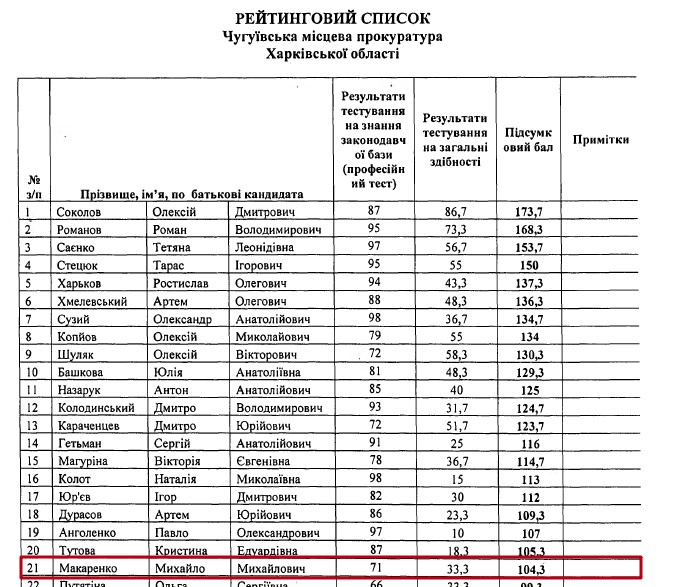 РЕЙТИНГОВИЙ СПИСОК
Чугуївська місцева прокуратура
Харківської області
№ з/п Прізвище, ім’я, по батькові кандидата Результати тестування на знання законодавчої бази (професійний тест) Результати тестування на загальні здібності Підсумковий бал Примітки
1 Соколов Олексій Дмитрович 87 86,7 173,7
2 Романов Роман Володимирович 95 73,3 168,3
3 Саєнко Тетяна Леонідівна 97 56,7 153,7
4 Стецюк Тарас Ігорович 95 55 150
5 Харьков Ростислав Олегович 94 43,3 137,3
6 Хмелевський Артем Олегович 88 48,3 136,3
7 Сузий Олександр Анатолійович 98 36,7 134,7
8 Копйов Олексій Миколайович 79 55 134
9 Шуляк Олексій Вікторович 72 58,3 130,3
10 Башкова Юлія Анатоліївна 81 48,3 129,3
11 Назарук Антон Анатолійович 85 40 125
12 Колодинський Дмитро Володимирович 93 31,7 124,7
13 Караченцев Дмитро Юрійович 72 51,7 123,7
14 Гетьман Сергій Анатолійович 91 25 116
15 Магуріна Вікторія Євгенівна 78 36,7 114,7
16 Колот Наталія Миколаївна 98 15 113
17 Юр'єв Ігор Дмитрович 82 30 112
18 Дурасов Артем Юрійович 86 23,3 109,3
19 Анголенко Павло Олександрович 97 10 107
20 Тутова Кристина Едуардівна 87 18,3 105,3
21 Макаренко Михайло Михайлович 71 33,3 104,3